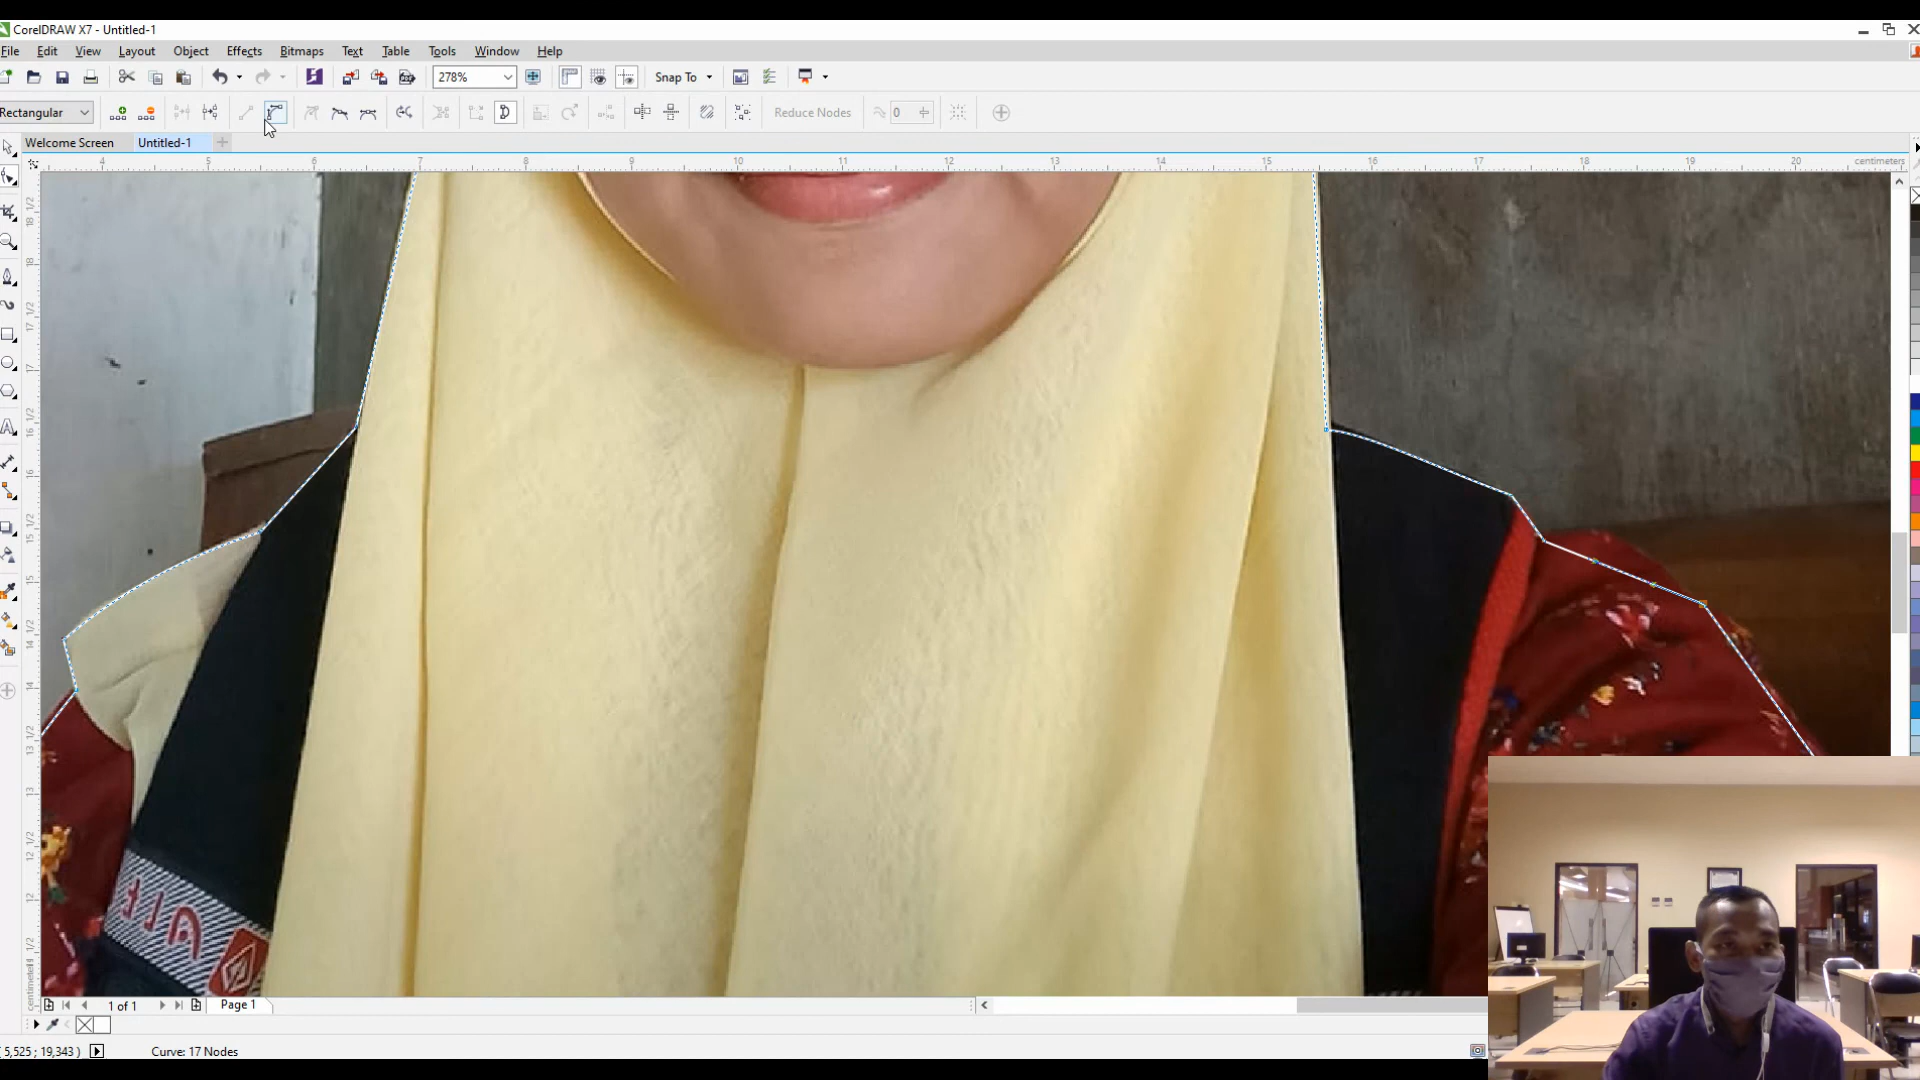 CorelDRAW X7 - Untitled-1
File Edit View Layout Object Effects Bitmaps Text Table Tools Window Help
278% Snap To
Rectangular Reduce Nodes 0
Welcome Screen Untitled-1
4 5 6 7 8 9 10 11 12 13 14 15 16 17 18 19 20 centimeters
1 of 1 Page 1
( 5,525 ; 19,343 ) Curve: 17 Nodes